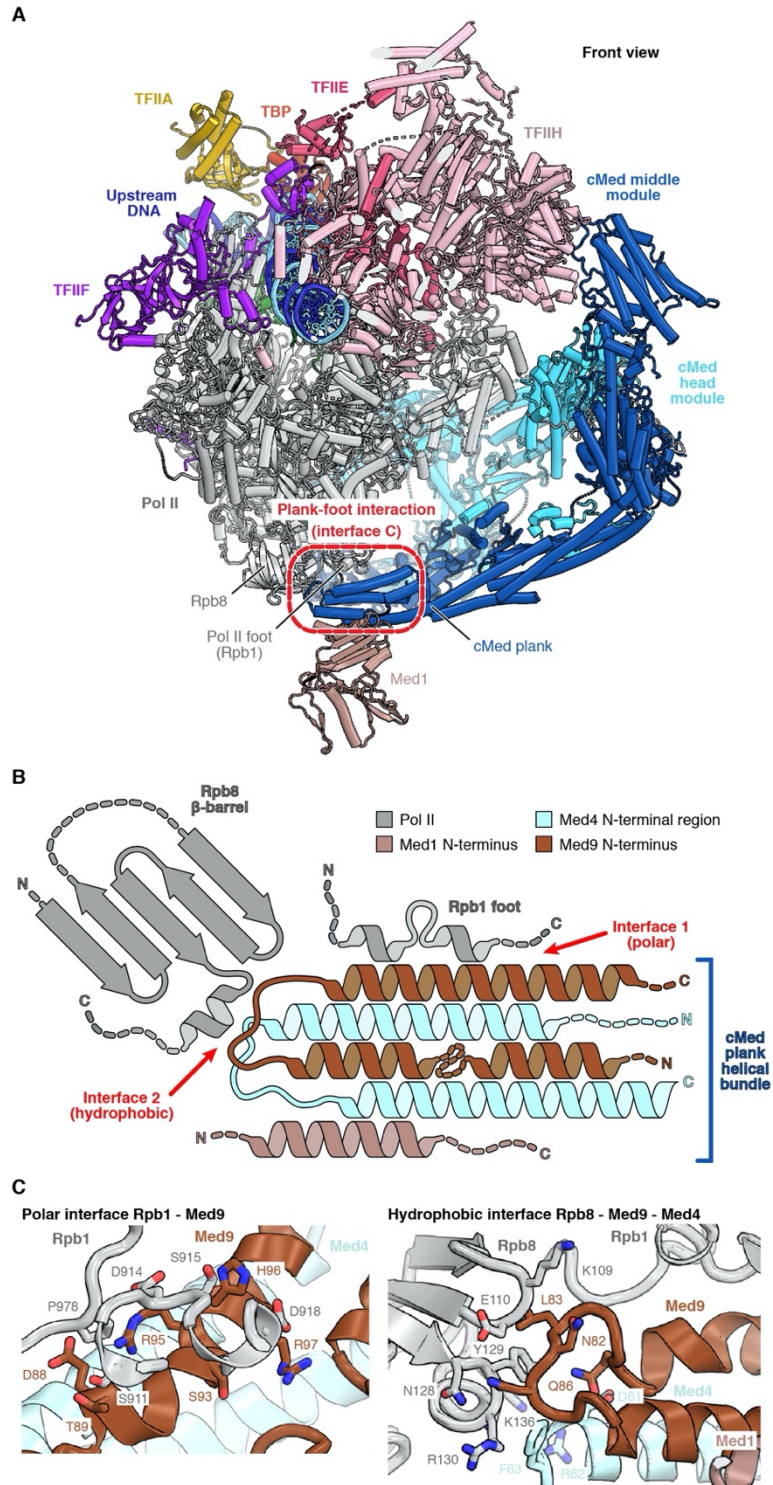 A
Front view
TFIIE
TFIIA
TBP
TFIIH
Upstream
DNA
cMed middle
module
TFIIF
cMed
head
module
Pol II
Plank-foot interaction
(interface C)
Rpb8
Pol II foot
(Rpb1)
cMed plank
Med1
B
Rpb8
β-barrel
Pol II
Med4 N-terminal region
Med1 N-terminus
Med9 N-terminus
N
N
Rpb1 foot
C
Interface 1
(polar)
C
C
N
N
C
cMed
plank
helical
bundle
Interface 2
(hydrophobic)
N
C
C
Polar interface Rpb1 - Med9
Hydrophobic interface Rpb8 - Med9 - Med4
Rpb1
Med9
S915
Med4
D914
H96
P978
D918
R95
R97
D88
S911
S93
T89
Rpb8
Rpb1
K109
E110
L83
Med9
Y129
N82
N128
Q86
D61
Med4
K136
Med1
R130
F63
R62